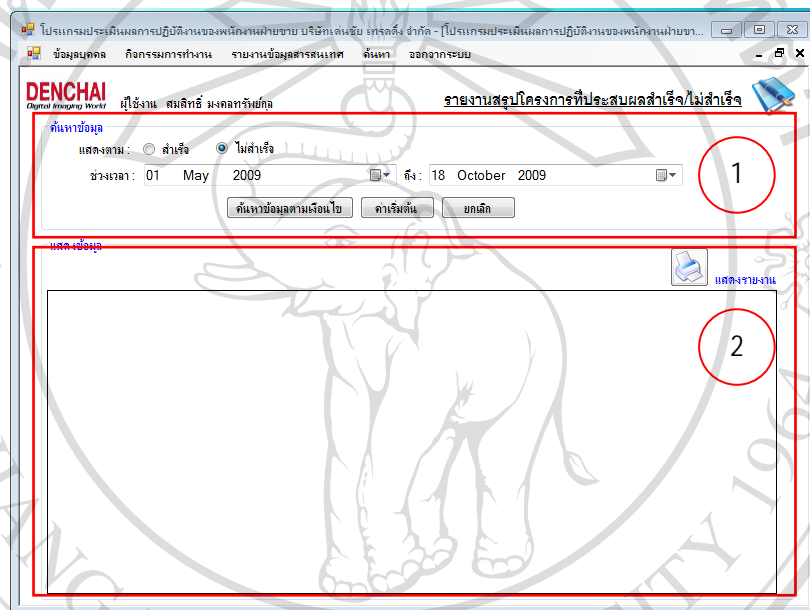 โปรแกรมประเมินผลการปฏิบัติงานของพนักงานฝ่ายขาย บริษัทเด่นชัย เทรดดิ้ง จำกัด - [โปรแกรมประเมินผลการปฏิบัติงานของพนักงานฝ่ายขา...
ข้อมูลบุคคล กิจกรรมการทำงาน รายงานข้อมูลสารสนเทศ ค้นหา ออกจากระบบ
DENCHAI
Digital Imaging World
ผู้ใช้งาน สมสิทธิ์ มงคลทรัพย์กุล รายงานสรุปโครงการที่ประสบผลสำเร็จ/ไม่สำเร็จ
ค้นหาข้อมูล
แสดงตาม : สำเร็จ ไม่สำเร็จ
ช่วงเวลา : 01 May 2009 ถึง : 18 October 2009
1
ค้นหาข้อมูลตามเงื่อนไข ค่าเริ่มต้น ยกเลิก
แสดงข้อมูล
แสดงรายงาน
2
1964